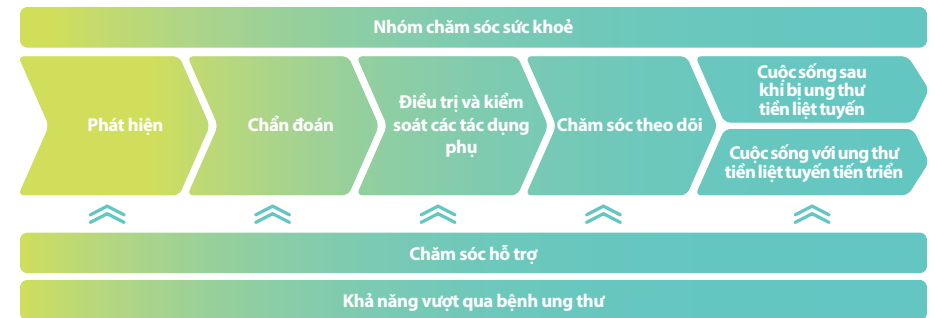 Nhóm chăm sóc sức khoẻ
Phát hiện
Chẩn đoán
Điều trị và kiểm
soát các tác dụng
phụ
Chăm sóc theo dõi
Cuộc sống sau
khi bị ung thư
tiền liệt tuyến
Cuộc sống với ung thư
tiền liệt tuyến tiến triển
Chăm sóc hỗ trợ
Khả năng vượt qua bệnh ung thư